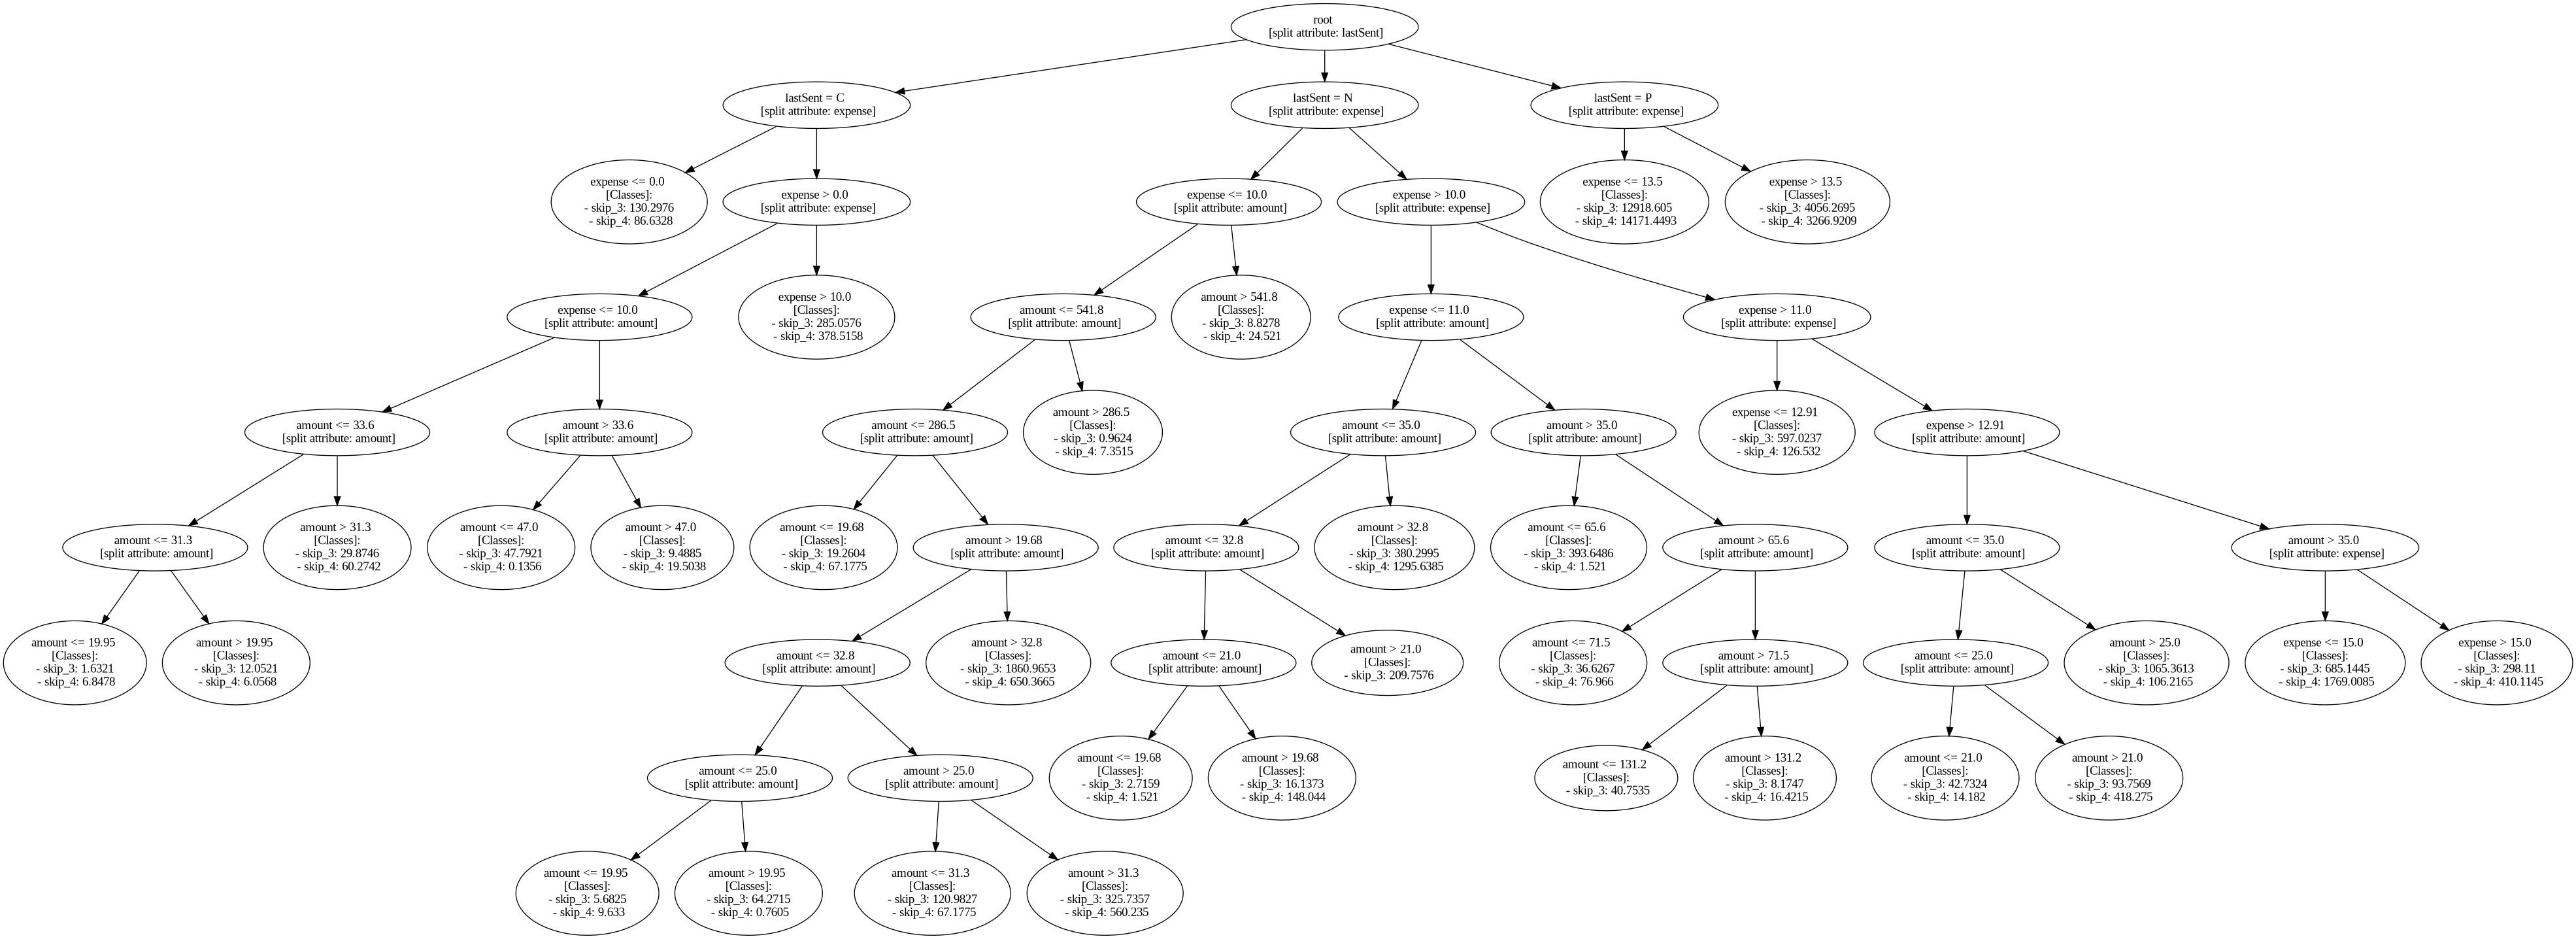 root
[split attribute: lastSent]
lastSent = C
[split attribute: expense]
lastSent = N
[split attribute: expense]
lastSent = P
[split attribute: expense]
expense <= 0.0
[Classes]:
- skip_3: 130.2976
- skip_4: 86.6328
expense > 0.0
[split attribute: expense]
expense <= 10.0
[split attribute: amount]
expense > 10.0
[split attribute: expense]
expense <= 13.5
[Classes]:
- skip_3: 12918.605
- skip_4: 14171.4493
expense > 13.5
[Classes]:
- skip_3: 4056.2695
- skip_4: 3266.9209
expense <= 10.0
[split attribute: amount]
expense > 10.0
[Classes]:
- skip_3: 285.0576
- skip_4: 378.5158
amount <= 541.8
[split attribute: amount]
amount > 541.8
[Classes]:
- skip_3: 8.8278
- skip_4: 24.521
expense <= 11.0
[split attribute: amount]
expense > 11.0
[split attribute: expense]
amount <= 33.6
[split attribute: amount]
amount > 33.6
[split attribute: amount]
amount <= 286.5
[split attribute: amount]
amount > 286.5
[Classes]:
- skip_3: 0.9624
- skip_4: 7.3515
amount <= 35.0
[split attribute: amount]
amount > 35.0
[split attribute: amount]
expense <= 12.91
[Classes]:
- skip_3: 597.0237
- skip_4: 126.532
expense > 12.91
[split attribute: amount]
amount <= 31.3
[split attribute: amount]
amount > 31.3
[Classes]:
- skip_3: 29.8746
- skip_4: 60.2742
amount <= 47.0
[Classes]:
- skip_3: 47.7921
- skip_4: 0.1356
amount > 47.0
[Classes]:
- skip_3: 9.4885
- skip_4: 19.5038
amount <= 19.68
[Classes]:
- skip_3: 19.2604
- skip_4: 67.1775
amount > 19.68
[split attribute: amount]
amount <= 32.8
[split attribute: amount]
amount > 32.8
[Classes]:
- skip_3: 380.2995
- skip_4: 1295.6385
amount <= 65.6
[Classes]:
- skip_3: 393.6486
- skip_4: 1.521
amount > 65.6
[split attribute: amount]
amount <= 35.0
[split attribute: amount]
amount > 35.0
[split attribute: expense]
amount <= 19.95
[Classes]:
- skip_3: 1.6321
- skip_4: 6.8478
amount > 19.95
[Classes]:
- skip_3: 12.0521
- skip_4: 6.0568
amount <= 32.8
[split attribute: amount]
amount > 32.8
[Classes]:
- skip_3: 1860.9653
- skip_4: 650.3665
amount <= 21.0
[split attribute: amount]
amount > 21.0
[Classes]:
- skip_3: 209.7576
amount <= 71.5
[Classes]:
- skip_3: 36.6267
- skip_4: 76.966
amount > 71.5
[split attribute: amount]
amount <= 25.0
[split attribute: amount]
amount > 25.0
[Classes]:
- skip_3: 1065.3613
- skip_4: 106.2165
expense <= 15.0
[Classes]:
- skip_3: 685.1445
- skip_4: 1769.0085
expense > 15.0
[Classes]:
- skip_3: 298.11
- skip_4: 410.1145
amount <= 25.0
[split attribute: amount]
amount > 25.0
[split attribute: amount]
amount <= 19.68
[Classes]:
- skip_3: 2.7159
- skip_4: 1.521
amount > 19.68
[Classes]:
- skip_3: 16.1373
- skip_4: 148.044
amount <= 131.2
[Classes]:
- skip_3: 40.7535
amount > 131.2
[Classes]:
- skip_3: 8.1747
- skip_4: 16.4215
amount <= 21.0
[Classes]:
- skip_3: 42.7324
- skip_4: 14.182
amount > 21.0
[Classes]:
- skip_3: 93.7569
- skip_4: 418.275
amount <= 19.95
[Classes]:
- skip_3: 5.6825
- skip_4: 9.633
amount > 19.95
[Classes]:
- skip_3: 64.2715
- skip_4: 0.7605
amount <= 31.3
[Classes]:
- skip_3: 120.9827
- skip_4: 67.1775
amount > 31.3
[Classes]:
- skip_3: 325.7357
- skip_4: 560.235